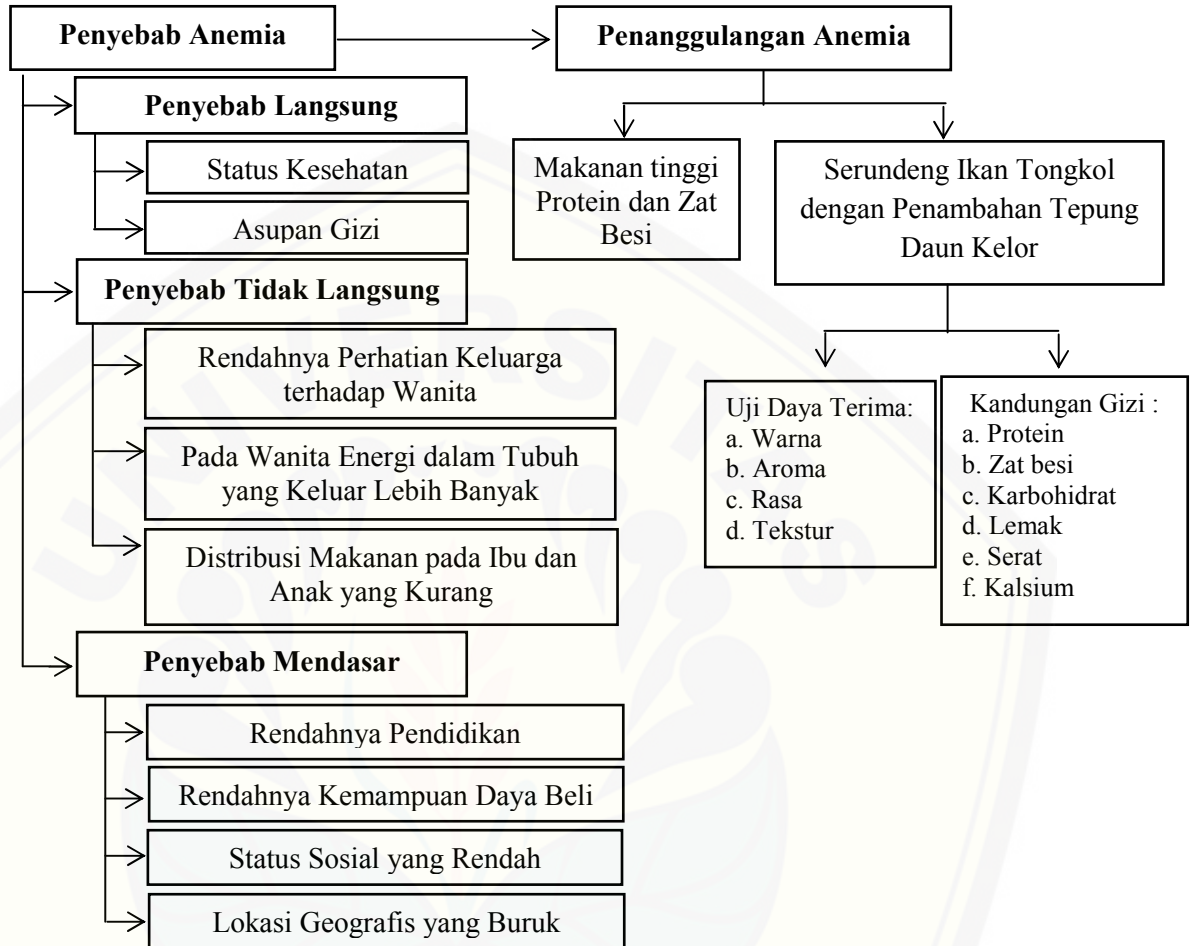 Penyebab Anemia
Penanggulangan Anemia
Penyebab Langsung
Status Kesehatan
Asupan Gizi
Penyebab Tidak Langsung
Rendahnya Perhatian Keluarga
terhadap Wanita
Pada Wanita Energi dalam Tubuh
yang Keluar Lebih Banyak
Distribusi Makanan pada Ibu dan
Anak yang Kurang
Penyebab Mendasar
Rendahnya Pendidikan
Rendahnya Kemampuan Daya Beli
Status Sosial yang Rendah
Lokasi Geografis yang Buruk
Makanan tinggi
Protein dan Zat
Besi
Serundeng Ikan Tongkol
dengan Penambahan Tepung
Daun Kelor
Uji Daya Terima:
a. Warna
b. Aroma
c. Rasa
d. Tekstur
Kandungan Gizi :
a. Protein
b. Zat besi
c. Karbohidrat
d. Lemak
e. Serat
f. Kalsium
UNIVERSITAS